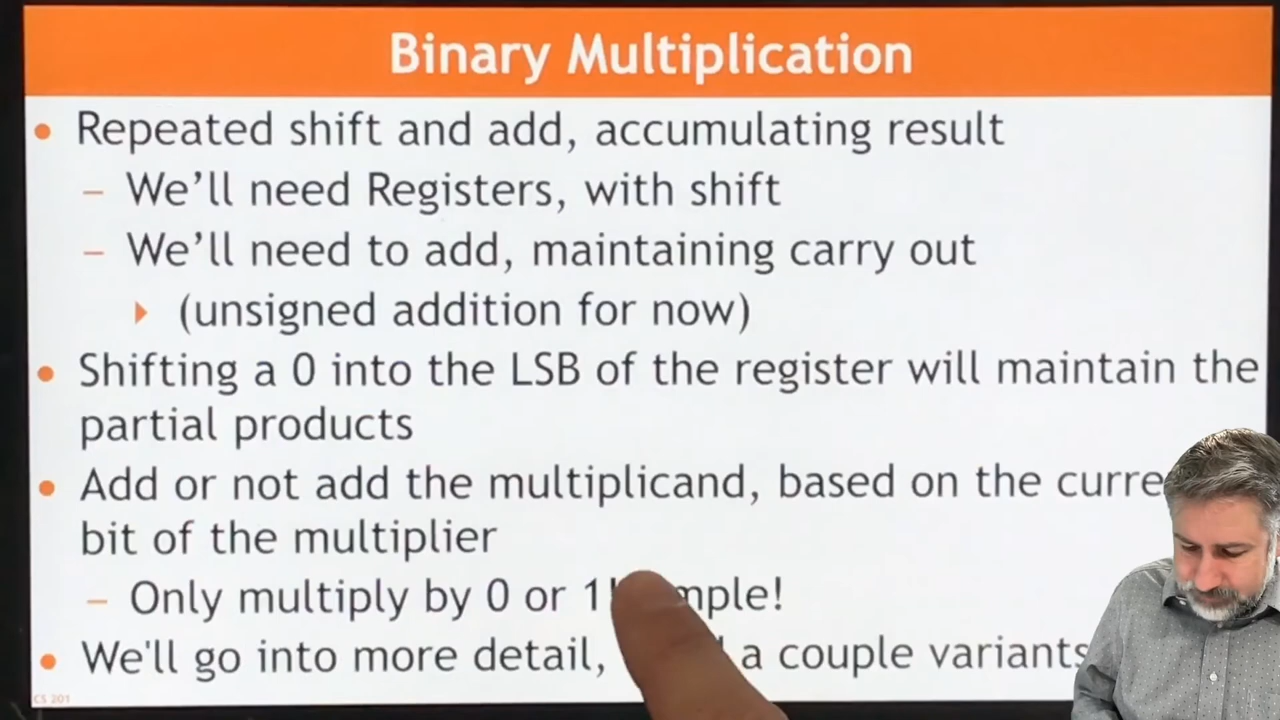 Binary Multiplication
• Repeated shift and add, accumulating result
– We'll need Registers, with shift
– We'll need to add, maintaining carry out
(unsigned addition for now)
• Shifting a 0 into the LSB of the register will maintain the
partial products
• Add or not add the multiplicand, based on the
bit of the multiplier
– Only multiply by 0 or 1
• We'll go into more detail, a couple variants
CS 201